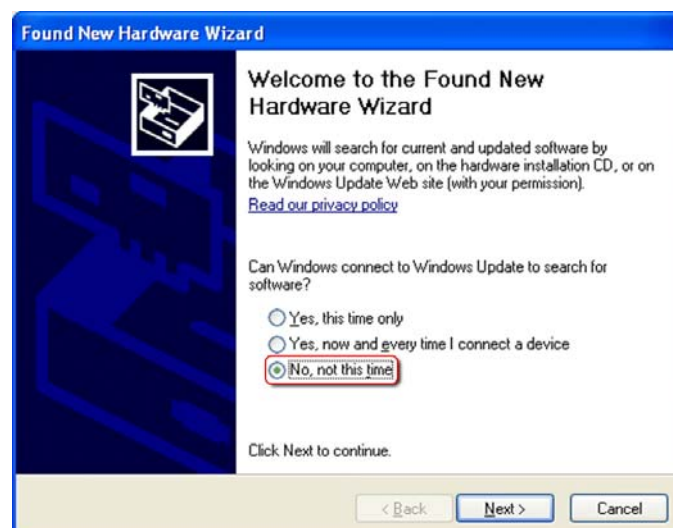 Found New Hardware Wizard
Welcome to the Found New
Hardware Wizard
Windows will search for current and updated software by
looking on your computer, on the hardware installation CD, or on
the Windows Update Web site (with your permission).
Read our privacy policy
Can Windows connect to Windows Update to search for
software?
Yes, this time only
Yes, now and every time I connect a device
No, not this time
Click Next to continue.
< Back
Next >
Cancel